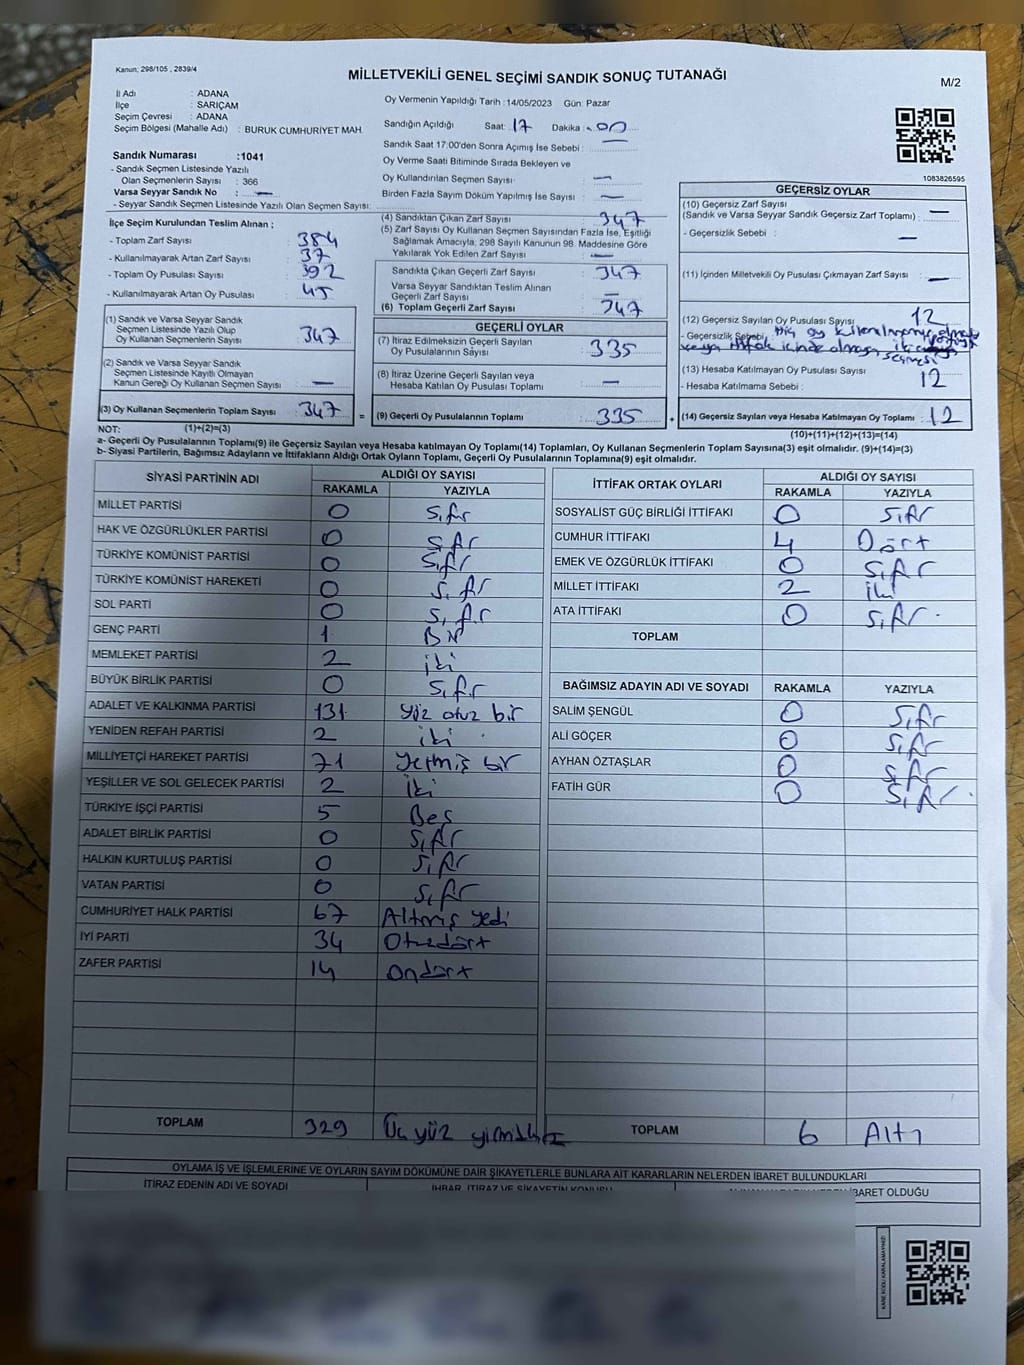 Kanun; 298/105 , 2839/4
MİLLETVEKİLİ GENEL SEÇİMİ SANDIK SONUÇ TUTANAĞI
M/2
İl Adı : ADANA
İlçe : SARIÇAM
Seçim Çevresi : ADANA
Seçim Bölgesi (Mahalle Adı) : BURUK CUMHURİYET MAH.
Oy Vermenin Yapıldığı Tarih : 14/05/2023 Gün: Pazar
Sandığın Açıldığı Saat: 17 Dakika : 00
Sandık Saat 17:00'den Sonra Açımış İse Sebebi : —
Oy Verme Saati Bitiminde Sırada Bekleyen ve
Oy Kullandırılan Seçmen Sayısı : —
Birden Fazla Sayım Döküm Yapılmış İse Sayısı : —
Sandık Numarası :1041
- Sandık Seçmen Listesinde Yazılı
Olan Seçmenlerin Sayısı : 366
Varsa Seyyar Sandık No : —
- Seyyar Sandık Seçmen Listesinde Yazılı Olan Seçmen Sayısı:
1083826595
İlçe Seçim Kurulundan Teslim Alınan ;
- Toplam Zarf Sayısı : 384
- Kullanılmayarak Artan Zarf Sayısı : 37
- Toplam Oy Pusulası Sayısı : 392
- Kullanılmayarak Artan Oy Pusulası : 45
(1) Sandık ve Varsa Seyyar Sandık
Seçmen Listesinde Yazılı Olup
Oy Kullanan Seçmenlerin Sayısı : 347
(2) Sandık ve Varsa Seyyar Sandık
Seçmen Listesinde Kayıtlı Olmayan
Kanun Gereği Oy Kullanan Seçmen Sayısı : —
(3) Oy Kullanan Seçmenlerin Toplam Sayısı : 347 =
(4) Sandıktan Çıkan Zarf Sayısı : 347
(5) Zarf Sayısı Oy Kullanan Seçmen Sayısından Fazla İse, Eşitliği
Sağlamak Amacıyla, 298 Sayılı Kanunun 98. Maddesine Göre
Yakılarak Yok Edilen Zarf Sayısı : —
Sandıkta Çıkan Geçerli Zarf Sayısı : 347
Varsa Seyyar Sandıktan Teslim Alınan
Geçerli Zarf Sayısı : —
(6) Toplam Geçerli Zarf Sayısı : 347
GEÇERLİ OYLAR
(7) İtiraz Edilmeksizin Geçerli Sayılan
Oy Pusulalarının Sayısı : 335
(8) İtiraz Üzerine Geçerli Sayılan veya
Hesaba Katılan Oy Pusulası Toplamı : —
(9) Geçerli Oy Pusulalarının Toplamı : 335 +
GEÇERSİZ OYLAR
(10) Geçersiz Zarf Sayısı
(Sandık ve Varsa Seyyar Sandık Geçersiz Zarf Toplamı) : —
- Geçersizlik Sebebi : —
(11) İçinden Milletvekili Oy Pusulası Çıkmayan Zarf Sayısı : —
(12) Geçersiz Sayılan Oy Pusulası Sayısı : 12
- Geçersizlik Sebebi : Hiç oy
veya ittifak içinde olmayan iki
seçmesi
(13) Hesaba Katılmayan Oy Pusulası Sayısı : 12
- Hesaba Katılmama Sebebi :
(14) Geçersiz Sayılan veya Hesaba Katılmayan Oy Toplamı : 12
NOT: (1)+(2)=(3)
(10)+(11)+(12)+(13)=(14)
a- Geçerli Oy Pusulalarının Toplamı(9) ile Geçersiz Sayılan veya Hesaba katılmayan Oy Toplamı(14) Toplamları, Oy Kullanan Seçmenlerin Toplam Sayısına(3) eşit olmalıdır. (9)+(14)=(3)
b- Siyasi Partilerin, Bağımsız Adayların ve İttifakların Aldığı Ortak Oyların Toplamı, Geçerli Oy Pusulalarının Toplamına(9) eşit olmalıdır.
SİYASİ PARTİNİN ADI ALDIĞI OY SAYISI
RAKAMLA YAZIYLA
MİLLET PARTİSİ 0 Sıfır
HAK VE ÖZGÜRLÜKLER PARTİSİ 0 Sıfır
TÜRKİYE KOMÜNİST PARTİSİ 0 Sıfır
TÜRKİYE KOMÜNİST HAREKETİ 0 Sıfır
SOL PARTİ 0 Sıfır
GENÇ PARTİ 1 Bir
MEMLEKET PARTİSİ 2 iki
BÜYÜK BİRLİK PARTİSİ 0 Sıfır
ADALET VE KALKINMA PARTİSİ 131 yüz otuz bir
YENİDEN REFAH PARTİSİ 2 iki
MİLLİYETÇİ HAREKET PARTİSİ 71 Yetmiş bir
YEŞİLLER VE SOL GELECEK PARTİSİ 2 İki
TÜRKİYE İŞÇİ PARTİSİ 5 Beş
ADALET BİRLİK PARTİSİ 0 Sıfır
HALKIN KURTULUŞ PARTİSİ 0 Sıfır
VATAN PARTİSİ 0 Sıfır
CUMHURİYET HALK PARTİSİ 67 Altmış yedi
İYİ PARTİ 34 Otuzdört
ZAFER PARTİSİ 14 Ondört
TOPLAM 329 Üçyüz yirmidokuz
İTTİFAK ORTAK OYLARI ALDIĞI OY SAYISI
RAKAMLA YAZIYLA
SOSYALİST GÜÇ BİRLİĞİ İTTİFAKI 0 Sıfır
CUMHUR İTTİFAKI 4 Dört
EMEK VE ÖZGÜRLÜK İTTİFAKI 0 Sıfır
MİLLET İTTİFAKI 2 iki
ATA İTTİFAKI 0 Sıfır
TOPLAM
BAĞIMSIZ ADAYIN ADI VE SOYADI RAKAMLA YAZIYLA
SALİM ŞENGÜL 0 Sıfır
ALİ GÖÇER 0 Sıfır
AYHAN ÖZTAŞLAR 0 Sıfır
FATİH GÜR 0 Sıfır
TOPLAM 6 Altı
OYLAMA İŞ VE İŞLEMLERİNE VE OYLARIN SAYIM DÖKÜMÜNE DAİR ŞİKAYETLERLE BUNLARA AİT KARARLARIN NELERDEN İBARET BULUNDUKLARI
İTİRAZ EDENİN ADI VE SOYADI İHBAR, İTİRAZ VE ŞİKAYETİN KONUSU İBARET OLDUĞU
KARE KODU KARALAMAYINIZ!